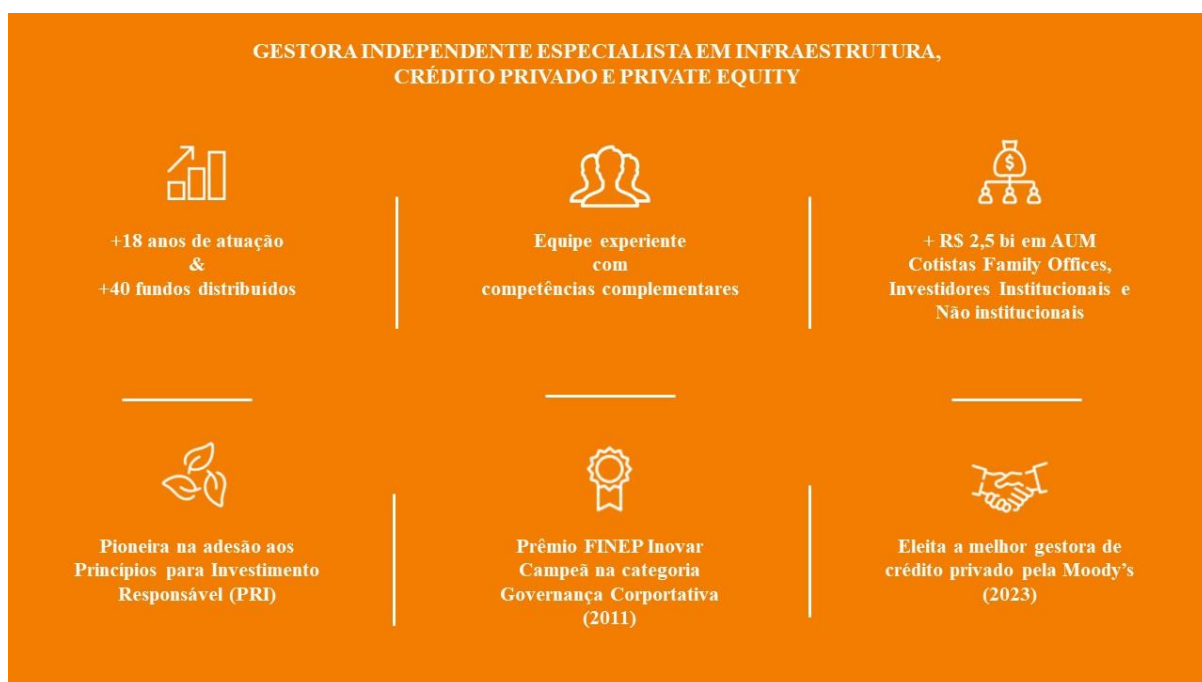 GESTORA INDEPENDENTE ESPECIALISTA EM INFRAESTRUTURA,
CRÉDITO PRIVADO E PRIVATE EQUITY
+18 anos de atuação
&
+40 fundos distribuídos
Equipe experiente
com
competências complementares
$
+ R$ 2,5 bi em AUM
Cotistas Family Offices,
Investidores Institucionais e
Não institucionais
Pioneira na adesão aos
Princípios para Investimento
Responsável (PRI)
Prêmio FINEP Inovar
Campeã na categoria
Governança Corportativa
(2011)
Eleita a melhor gestora de
crédito privado pela Moody's
(2023)